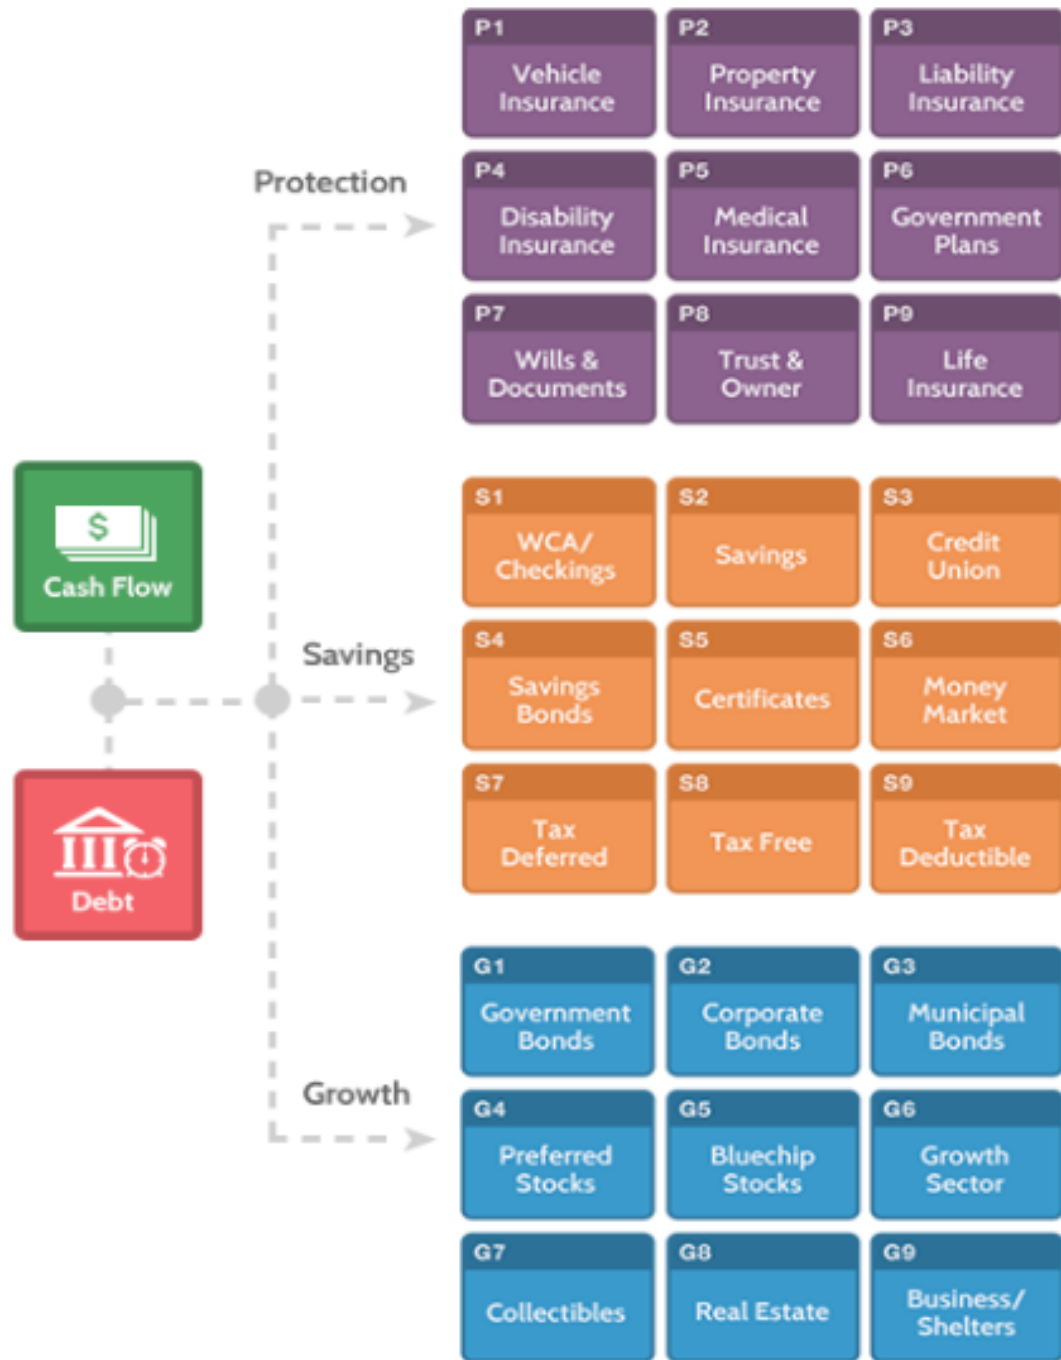 P1
Vehicle
Insurance
P2
Property
Insurance
P3
Liability
Insurance
Protection
P4
Disability
Insurance
P5
Medical
Insurance
P6
Government
Plans
P7
Wills &
Documents
P8
Trust &
Owner
P9
Life
Insurance
$
Cash Flow
Debt
Savings
S1
WCA/
Checkings
S2
Savings
S3
Credit
Union
S4
Savings
Bonds
S5
Certificates
S6
Money
Market
S7
Tax
Deferred
S8
Tax Free
S9
Tax
Deductible
Growth
G1
Government
Bonds
G2
Corporate
Bonds
G3
Municipal
Bonds
G4
Preferred
Stocks
G5
Bluechip
Stocks
G6
Growth
Sector
G7
Collectibles
G8
Real Estate
G9
Business/
Shelters